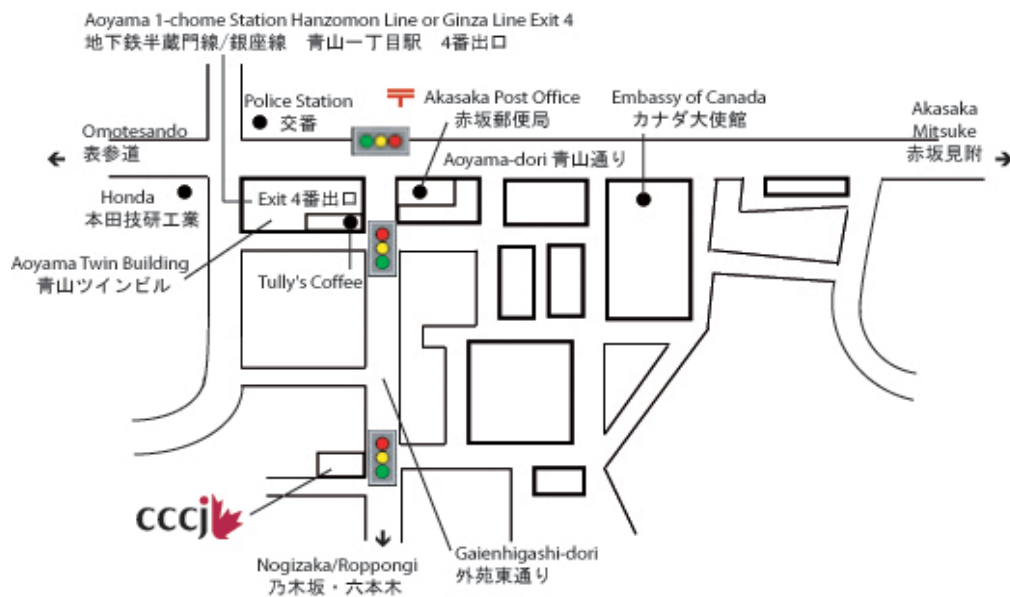 Aoyama 1-chome Station Hanzomon Line or Ginza Line Exit 4
地下鉄半蔵門線/銀座線　青山一丁目駅　4番出口
Police Station
交番
〒
Akasaka Post Office
赤坂郵便局
Embassy of Canada
カナダ大使館
Akasaka
Mitsuke
赤坂見附
Omotesando
表参道
Aoyama-dori 青山通り
Honda
本田技研工業
Exit 4番出口
Aoyama Twin Building
青山ツインビル
Tully's Coffee
cccj
Nogizaka/Roppongi
乃木坂・六本木
Gaienhigashi-dori
外苑東通り